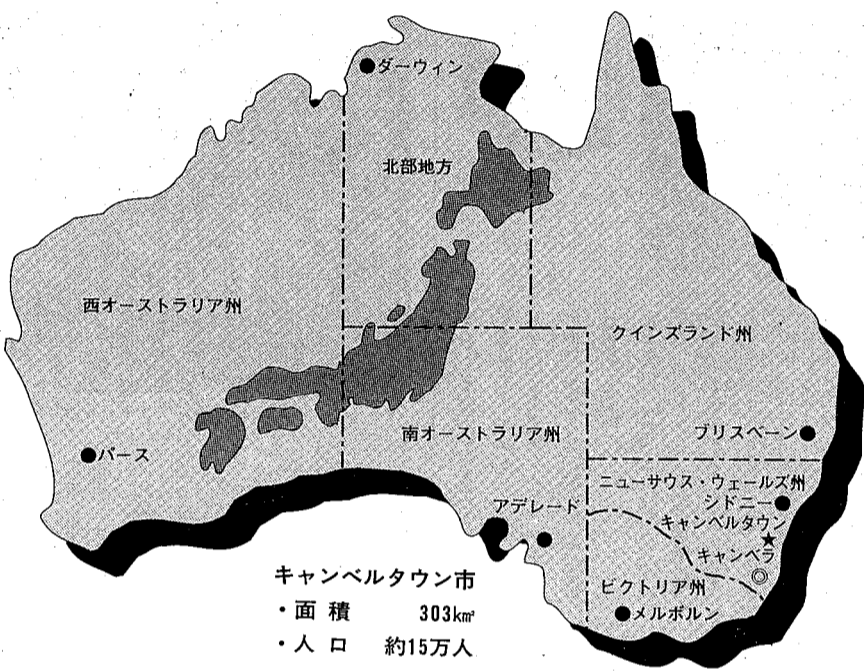 ダーウィン
北部地方
西オーストラリア州
クインズランド州
南オーストラリア州
ブリスベーン
パース
ニューサウス・ウェールズ州
シドニー
アデレード
キャンベルタウン
キャンベラ
ビクトリア州
メルボルン
キャンベルタウン市
・面積 303km²
・人口 約15万人